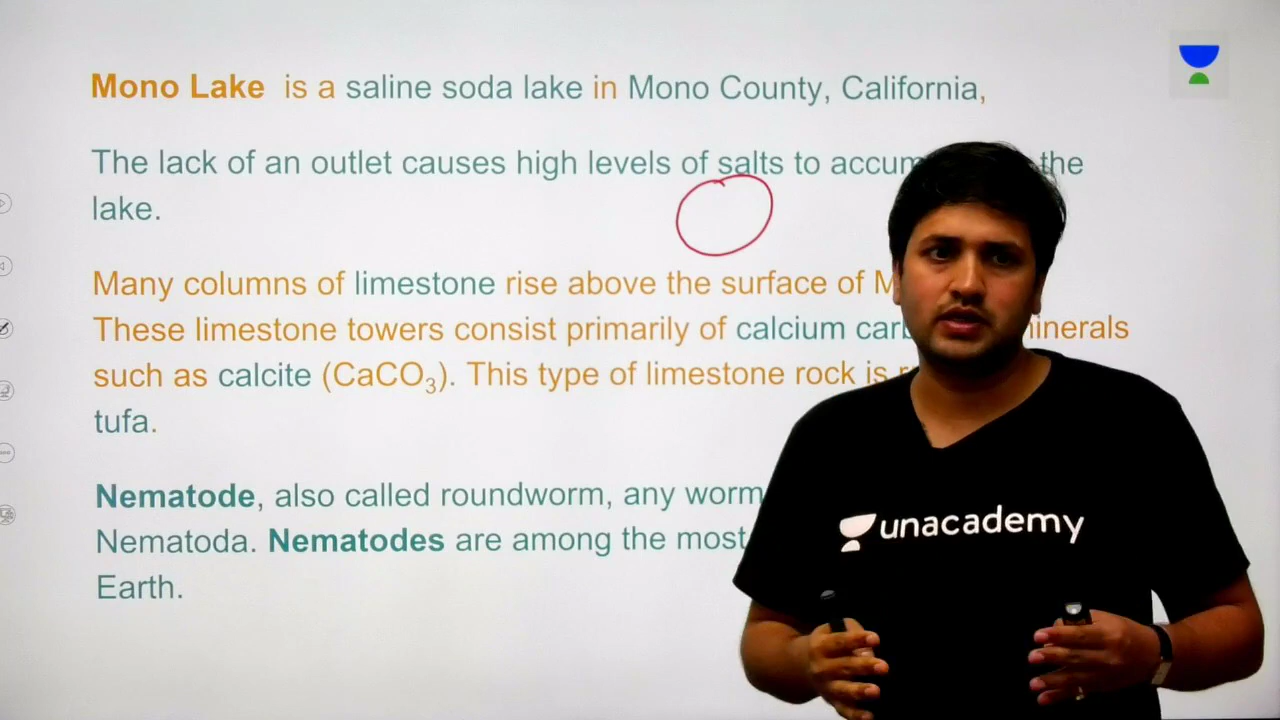 Mono Lake is a saline soda lake in Mono County, California,
The lack of an outlet causes high levels of salts to the
lake.
Many columns of limestone rise above the surface of
These limestone towers consist primarily of calcium
such as calcite (CaCO₃). This type of limestone rock is
tufa.
Nematode, also called roundworm, any worm
Nematoda. Nematodes are among the most
Earth.
unacademy